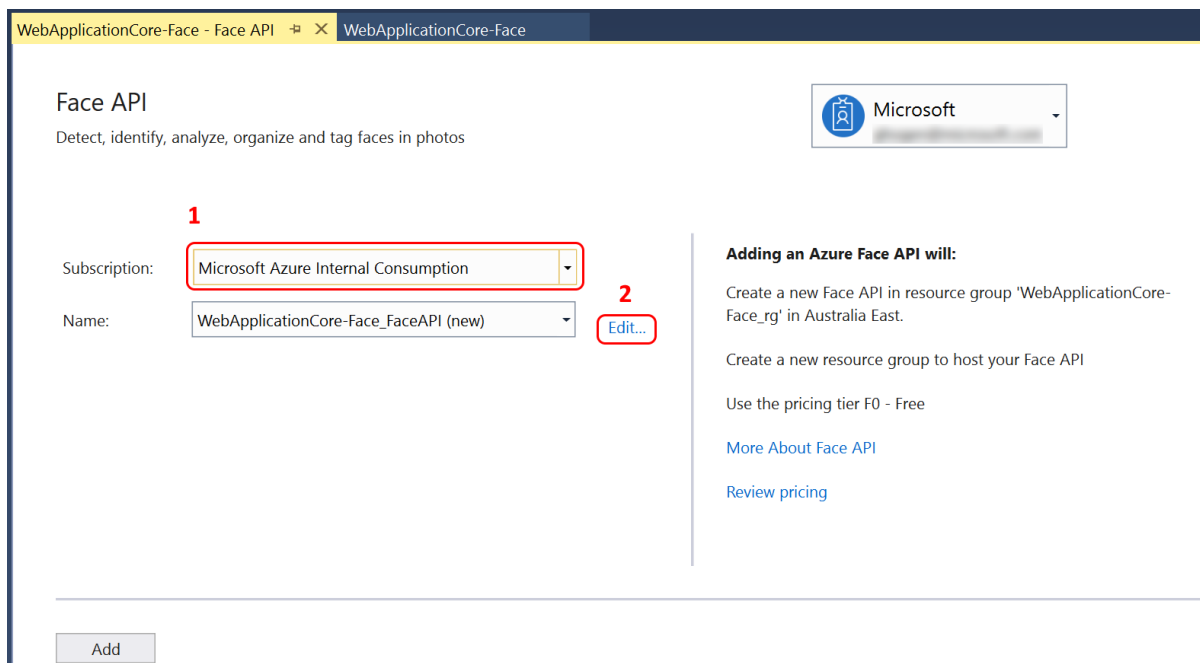 WebApplicationCore-Face - Face API
WebApplicationCore-Face
Face API
Detect, identify, analyze, organize and tag faces in photos
Microsoft
1
Subscription:
Microsoft Azure Internal Consumption
2
Name:
WebApplicationCore-Face_FaceAPI (new)
Edit...
Adding an Azure Face API will:
Create a new Face API in resource group 'WebApplicationCore-
Face_rg' in Australia East.
Create a new resource group to host your Face API
Use the pricing tier F0 - Free
More About Face API
Review pricing
Add